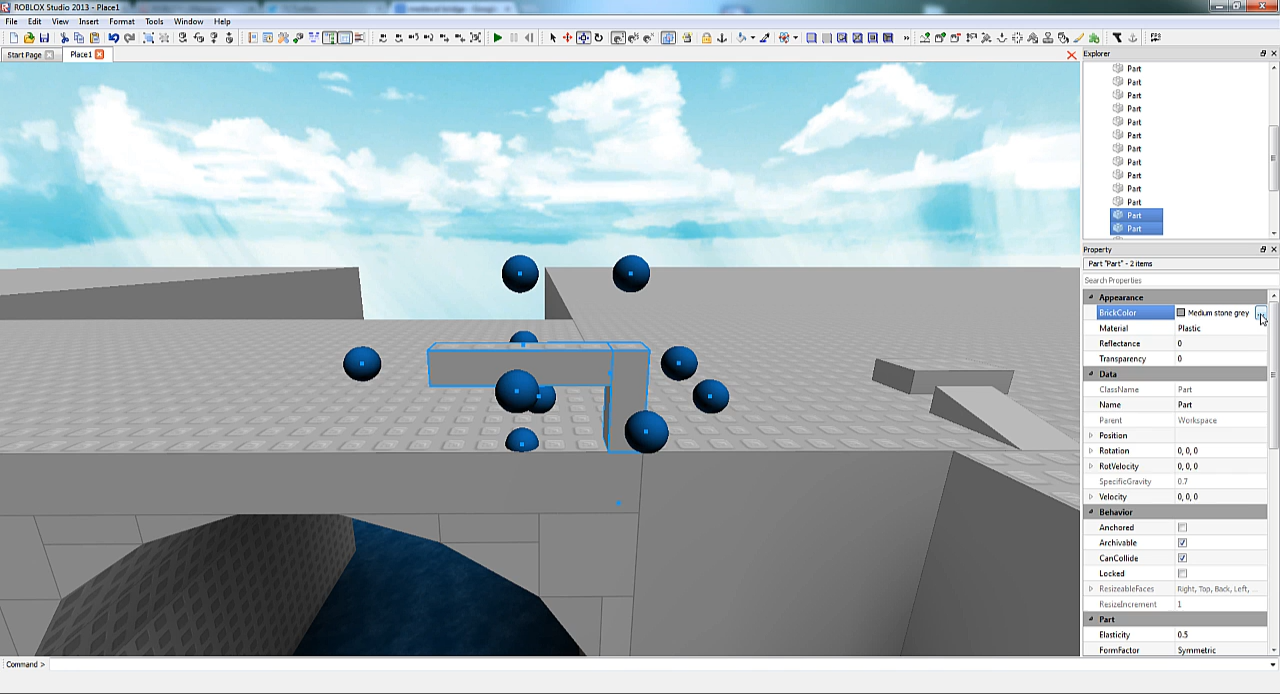 ROBLOX Studio 2013 - Place1
File Edit View Insert Format Tools Window Help
Start Page Place1
Explorer
Part
Part
Part
Part
Part
Part
Part
Part
Part
Part
Part
Part
Part
Property
Part "Part" - 2 items
Search Properties
Appearance
BrickColor Medium stone grey ...
Material Plastic
Reflectance 0
Transparency 0
Data
ClassName Part
Name Part
Parent Workspace
Position
Rotation 0, 0, 0
RotVelocity 0, 0, 0
SpecificGravity 0.7
Velocity 0, 0, 0
Behavior
Anchored
Archivable
CanCollide
Locked
ResizeableFaces Right, Top, Back, Left, ...
ResizeIncrement 1
Part
Elasticity 0.5
FormFactor Symmetric
Command >